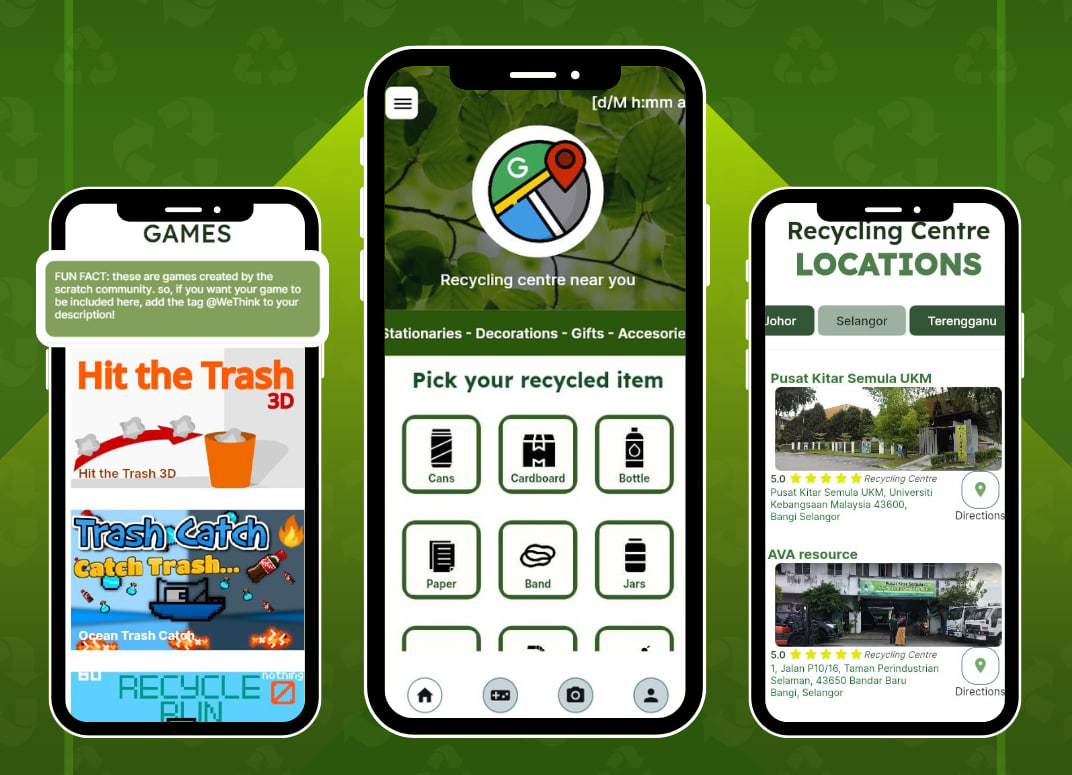 GAMES
FUN FACT: these are games created by the
scratch community. so, if you want your game to
be included here, add the tag @WeThink to your
description!
Hit the Trash
3D
Hit the Trash 3D
Trash Catch
Catch Trash...
Ocean Trash Catch
GO
nothing
RECYCLE
RUN
[d/M h:mm a
G
Recycling centre near you
Stationaries - Decorations - Gifts - Accesorie
Pick your recycled item
Cans
Cardboard
Bottle
Paper
Band
Jars
Recycling Centre
LOCATIONS
Johor
Selangor
Terengganu
Pusat Kitar Semula UKM
5.0 Recycling Centre
Pusat Kitar Semula UKM, Universiti
Kebangsaan Malaysia 43600,
Bangi Selangor
Directions
AVA resource
5.0 Recycling Centre
1, Jalan P10/16, Taman Perindustrian
Selaman, 43650 Bandar Baru
Bangi, Selangor
Directions